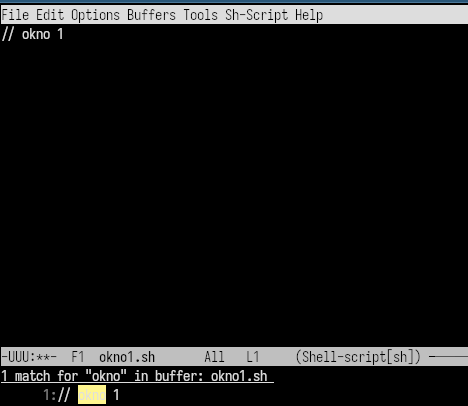 File Edit Options Buffers Tools Sh-Script Help
// okno 1
-UUU:**-  F1  okno1.sh       All   L1     (Shell-script[sh]) ─────
1 match for "okno" in buffer: okno1.sh
1:// okno 1